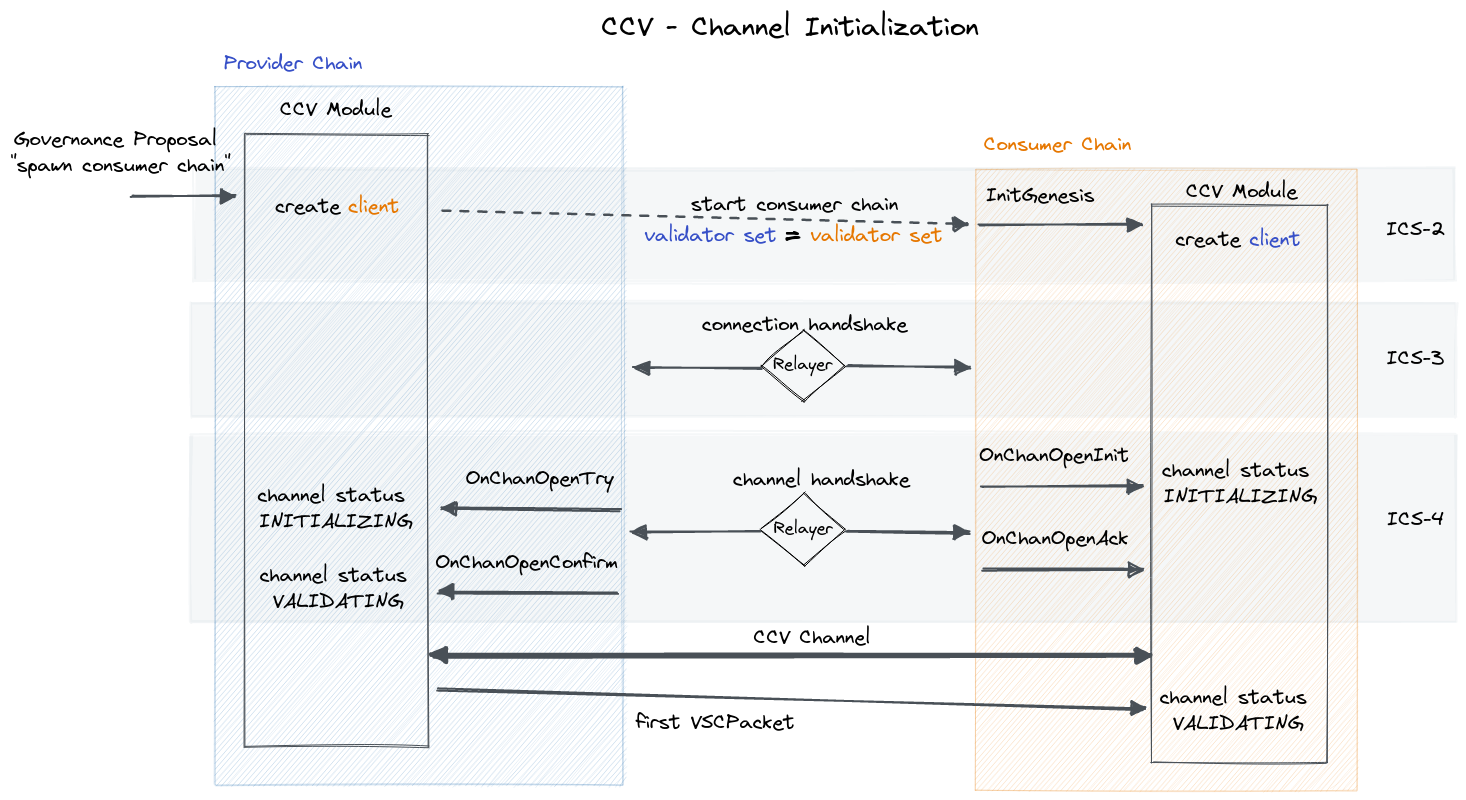 CCV - Channel Initialization
Provider Chain
CCV Module
Governance Proposal
"spawn consumer chain"
Consumer Chain
create client
start consumer chain
validator set = validator set
InitGenesis
CCV Module
create client
ICS-2
connection handshake
Relayer
ICS-3
OnChanOpenTry
channel status
INITIALIZING
OnChanOpenConfirm
channel status
VALIDATING
channel handshake
Relayer
OnChanOpenInit
channel status
INITIALIZING
OnChanOpenAck
ICS-4
CCV Channel
first VSCPacket
channel status
VALIDATING